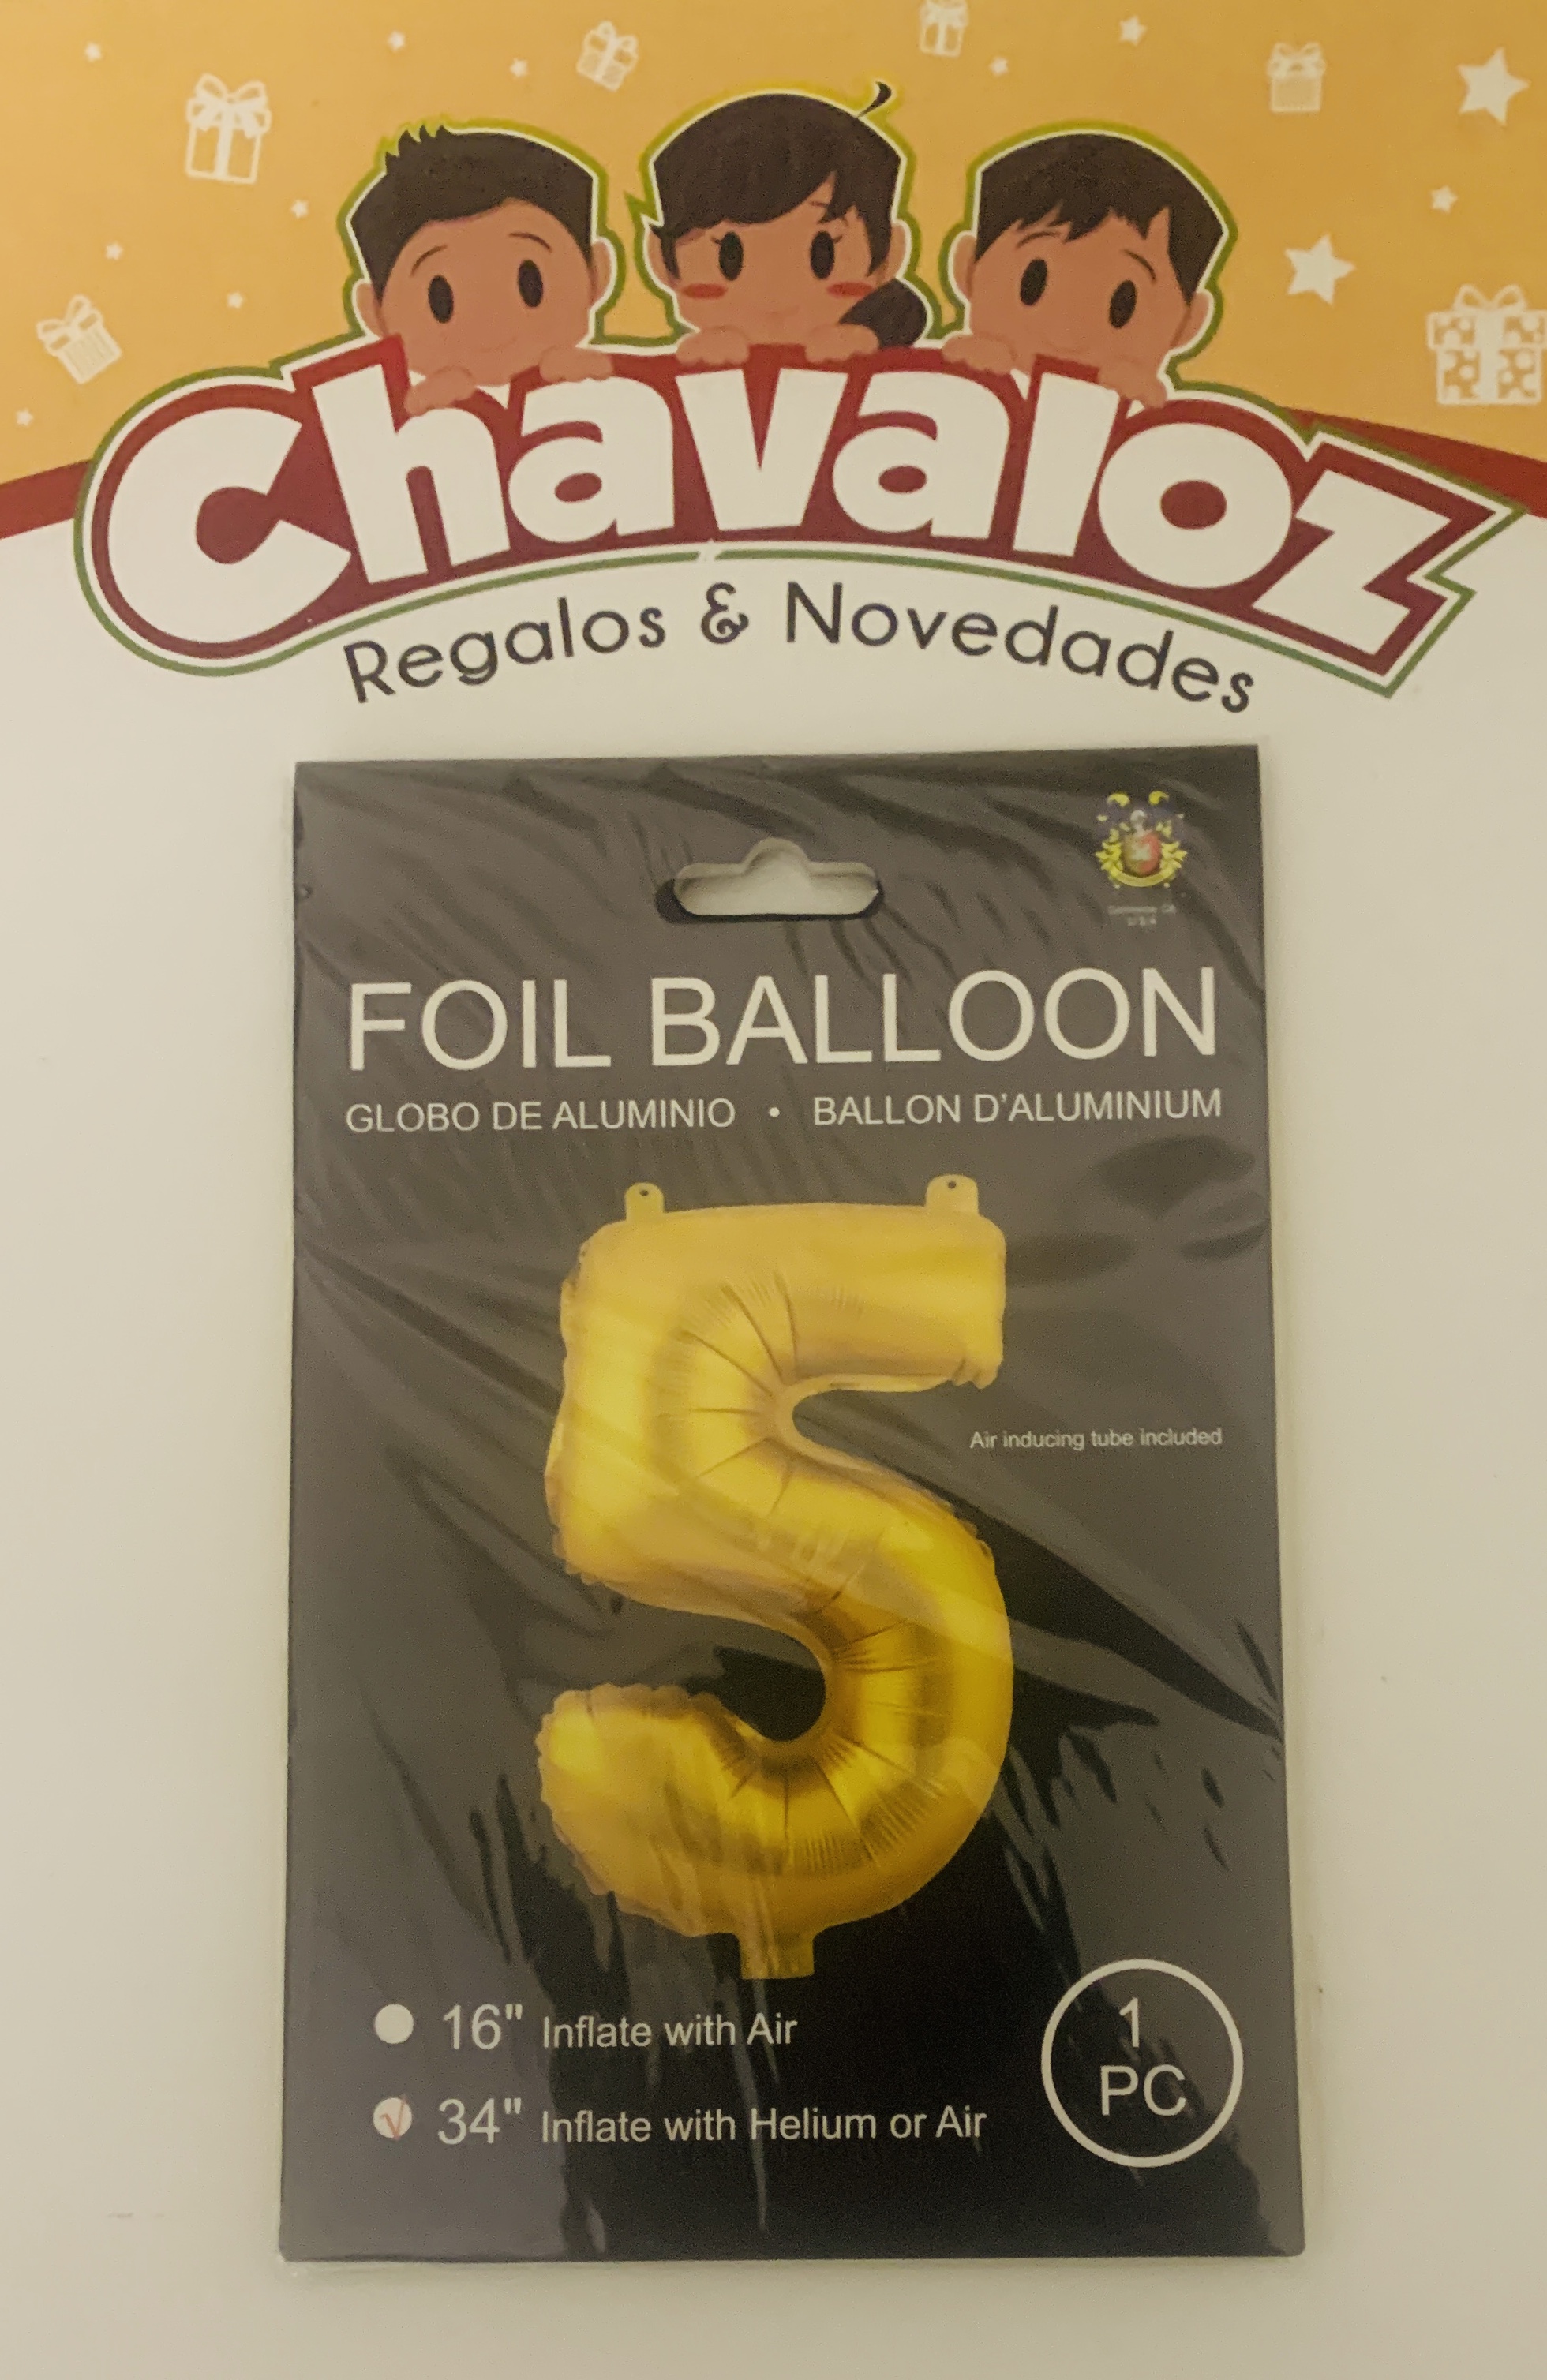 Chavaloz
Regalos & Novedades
FOIL BALLOON
GLOBO DE ALUMINIO • BALLON D'ALUMINIUM
Air inducing tube included
16" Inflate with Air
√ 34" Inflate with Helium or Air
1
PC